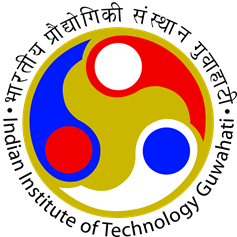 भारतीय प्रौद्योगिकी संस्थान गुवाहाटी
Indian Institute of Technology Guwahati